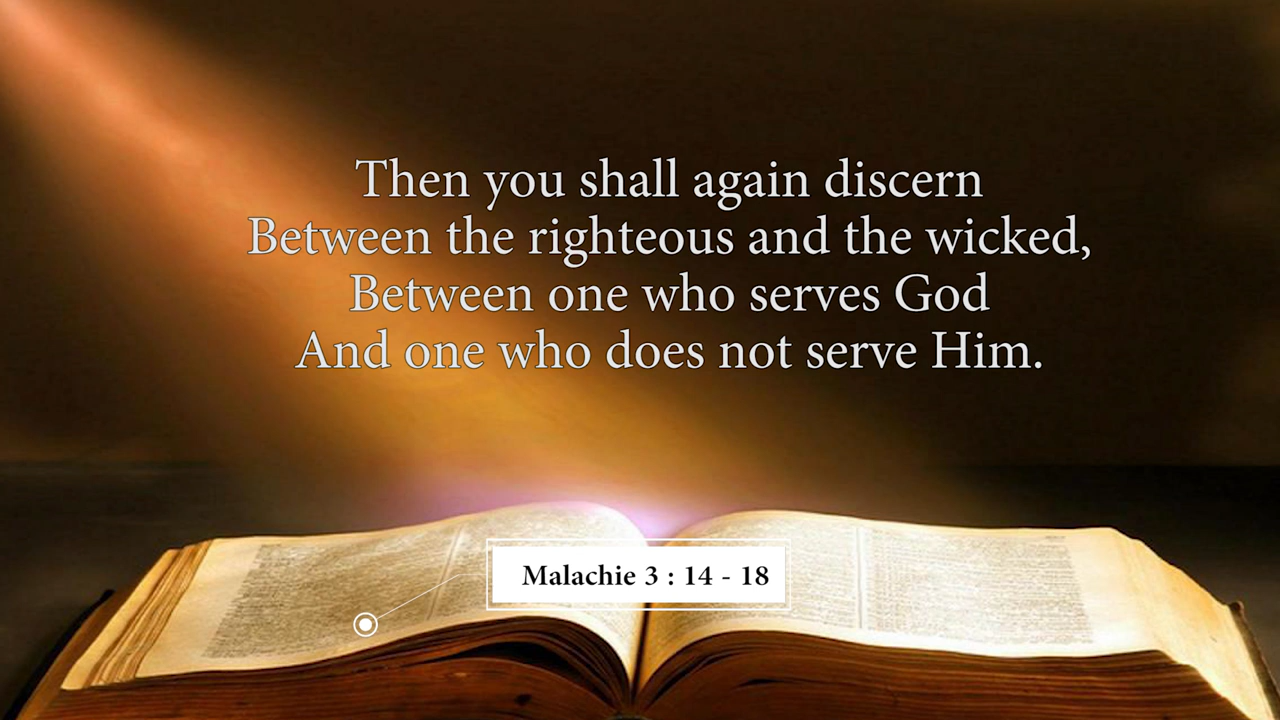 Then you shall again discern
Between the righteous and the wicked,
Between one who serves God
And one who does not serve Him.
Malachie 3 : 14 - 18